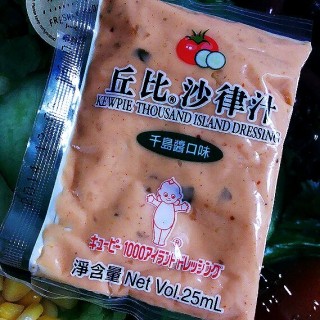 FRESHNESS
丘比®沙律汁
KEWPIE THOUSAND ISLAND DRESSING
千島醬口味
キューピー 1000アイランドドレッシング
淨含量 Net Vol.25mL